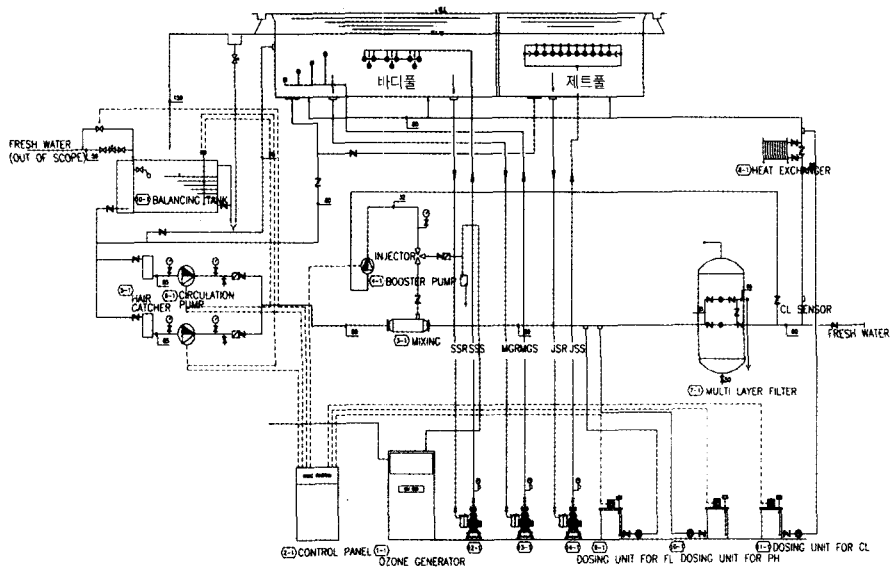 바디풀
제트풀
FRESH WATER
(OUT OF SCOPE)
BALANCING TANK
HEAT EXCHANGER
INJECTOR
BOOSTER PUMP
HAIR
CATCHER
CIRCULATION
PUMP
MIXING
SSR SSS
MGR MGS
JSR JSS
CL SENSOR
FRESH WATER
MULTI LAYER FILTER
CONTROL PANEL
OZONE GENERATOR
DOSING UNIT FOR FL
DOSING UNIT FOR PH
DOSING UNIT FOR CL